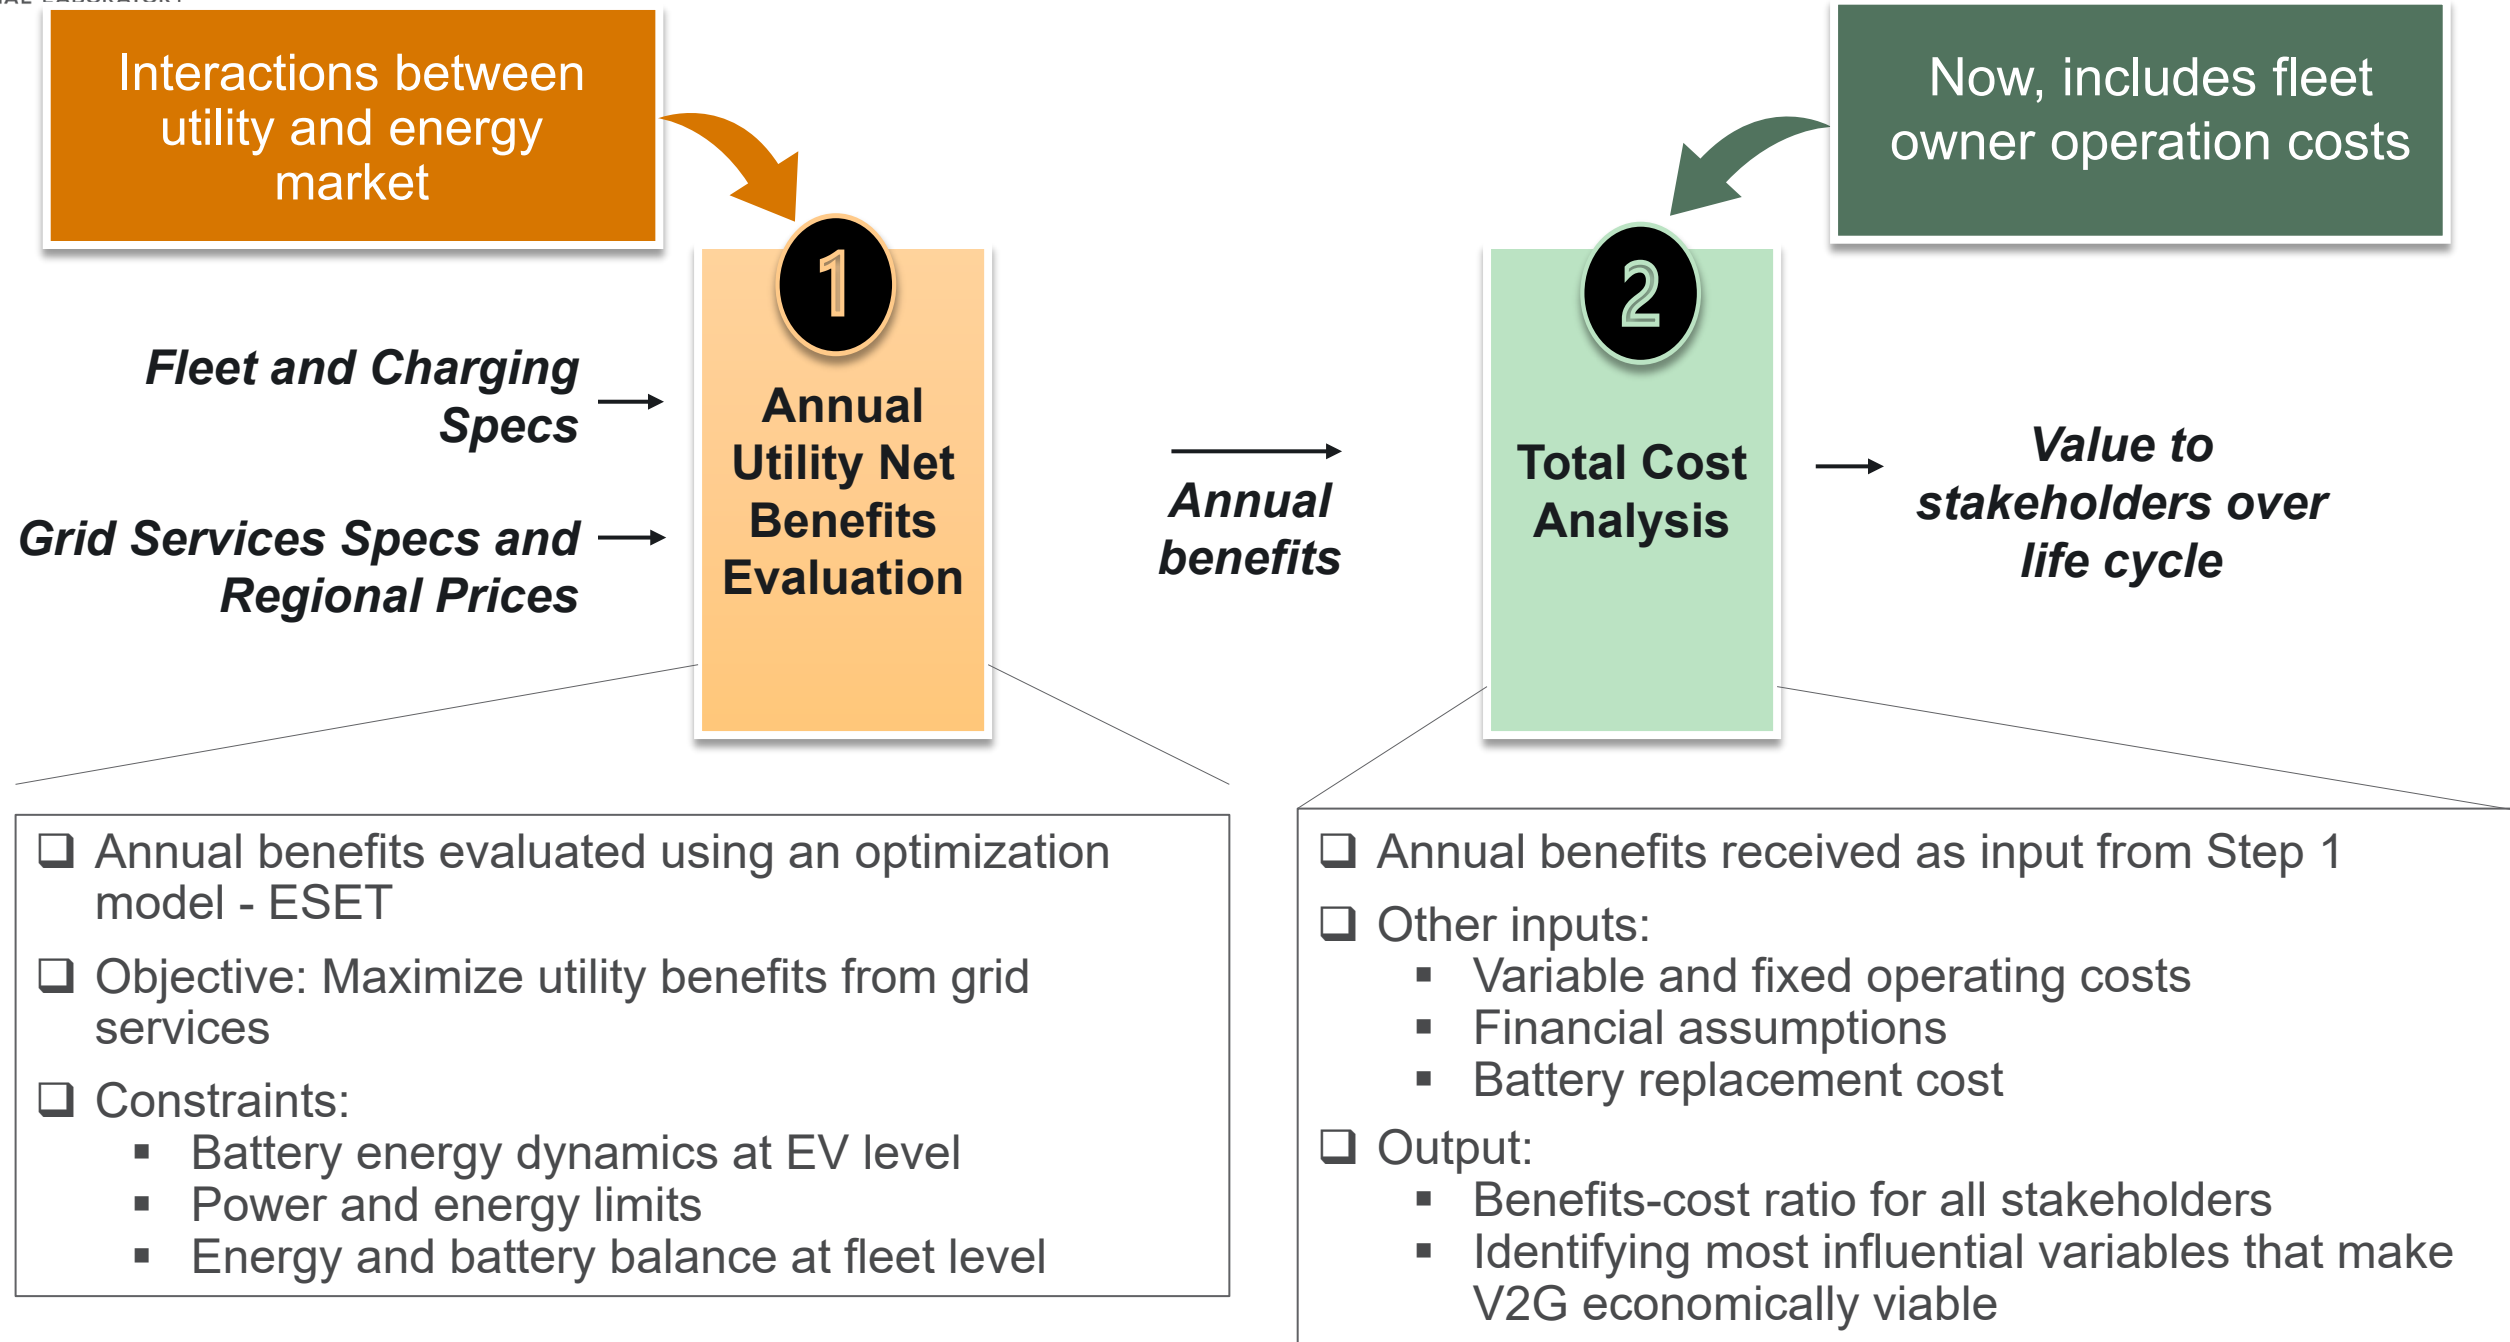 Interactions between
utility and energy
market
Now, includes fleet
owner operation costs
1
2
Fleet and Charging
Specs
Grid Services Specs and
Regional Prices
Annual
Utility Net
Benefits
Evaluation
Annual
benefits
Total Cost
Analysis
Value to
stakeholders over
life cycle
Annual benefits evaluated using an optimization
model - ESET
Objective: Maximize utility benefits from grid
services
Constraints:
Battery energy dynamics at EV level
Power and energy limits
Energy and battery balance at fleet level
Annual benefits received as input from Step 1
Other inputs:
Variable and fixed operating costs
Financial assumptions
Battery replacement cost
Output:
Benefits-cost ratio for all stakeholders
Identifying most influential variables that make
V2G economically viable